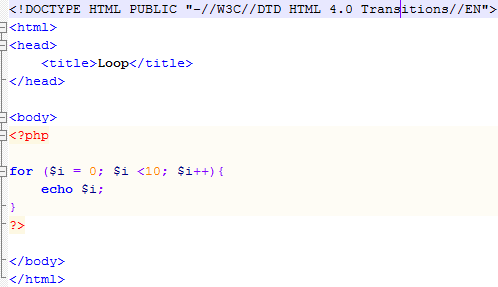 <!DOCTYPE HTML PUBLIC "-//W3C//DTD HTML 4.0 Transitions//EN">
<html>
<head>
    <title>Loop</title>
</head>

<body>
<?php

for ($i = 0; $i <10; $i++){
    echo $i;
}
?>

</body>
</html>